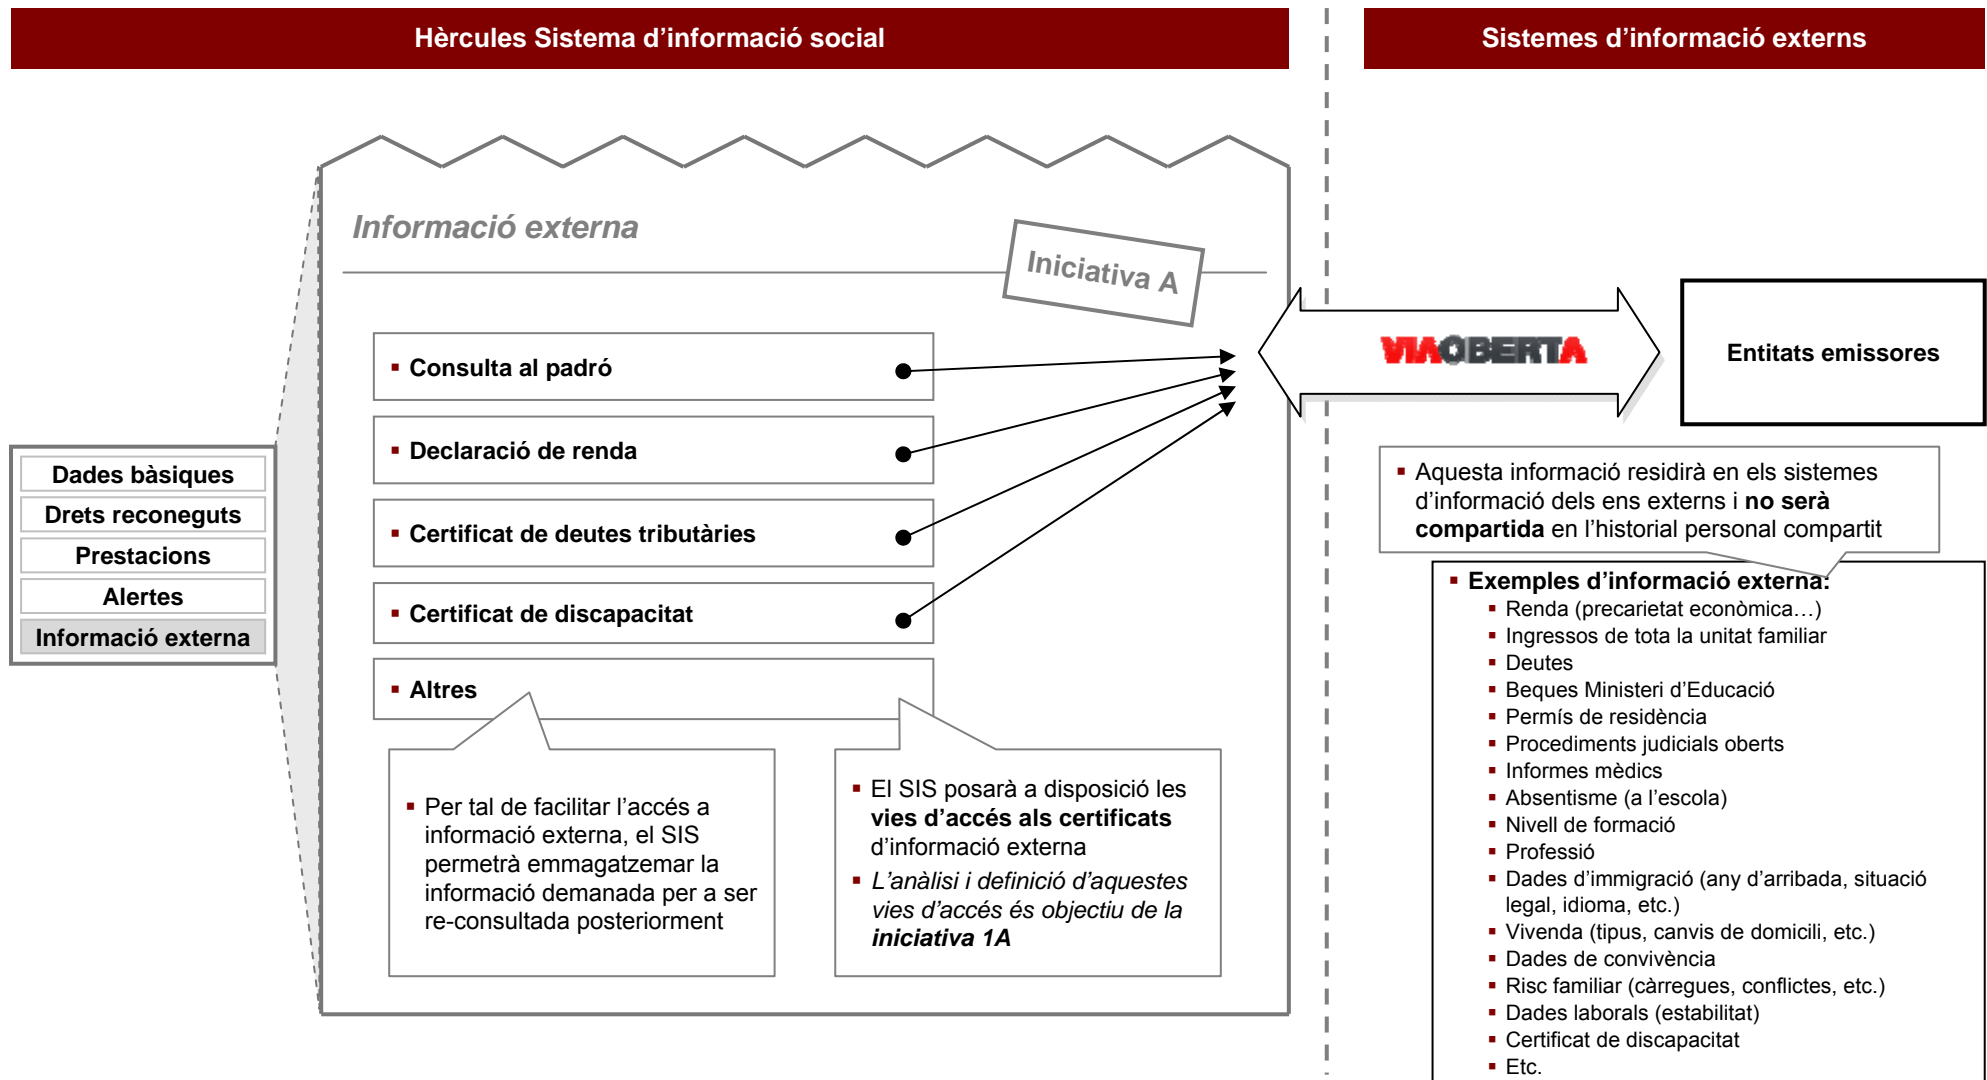 Hèrcules Sistema d’informació social
Sistemes d’informació externs
Informació externa
Iniciativa A
Consulta al padró
Declaració de renda
Certificat de deutes tributàries
Certificat de discapacitat
Altres
Dades bàsiques
Drets reconeguts
Prestacions
Alertes
Informació externa
Per tal de facilitar l’accés a
informació externa, el SIS
permetrà emmagatzemar la
informació demanada per a ser
re-consultada posteriorment
El SIS posarà a disposició les
vies d’accés als certificats
d’informació externa
L’anàlisi i definició d’aquestes
vies d’accés és objectiu de la
iniciativa 1A
VIAOBERTA
Entitats emissores
Aquesta informació residirà en els sistemes
d’informació dels ens externs i no serà
compartida en l’historial personal compartit
Exemples d’informació externa:
Renda (precarietat econòmica…)
Ingressos de tota la unitat familiar
Deutes
Beques Ministeri d’Educació
Permís de residència
Procediments judicials oberts
Informes mèdics
Absentisme (a l’escola)
Nivell de formació
Professió
Dades d’immigració (any d’arribada, situació
legal, idioma, etc.)
Vivenda (tipus, canvis de domicili, etc.)
Dades de convivència
Risc familiar (càrregues, conflictes, etc.)
Dades laborals (estabilitat)
Certificat de discapacitat
Etc.